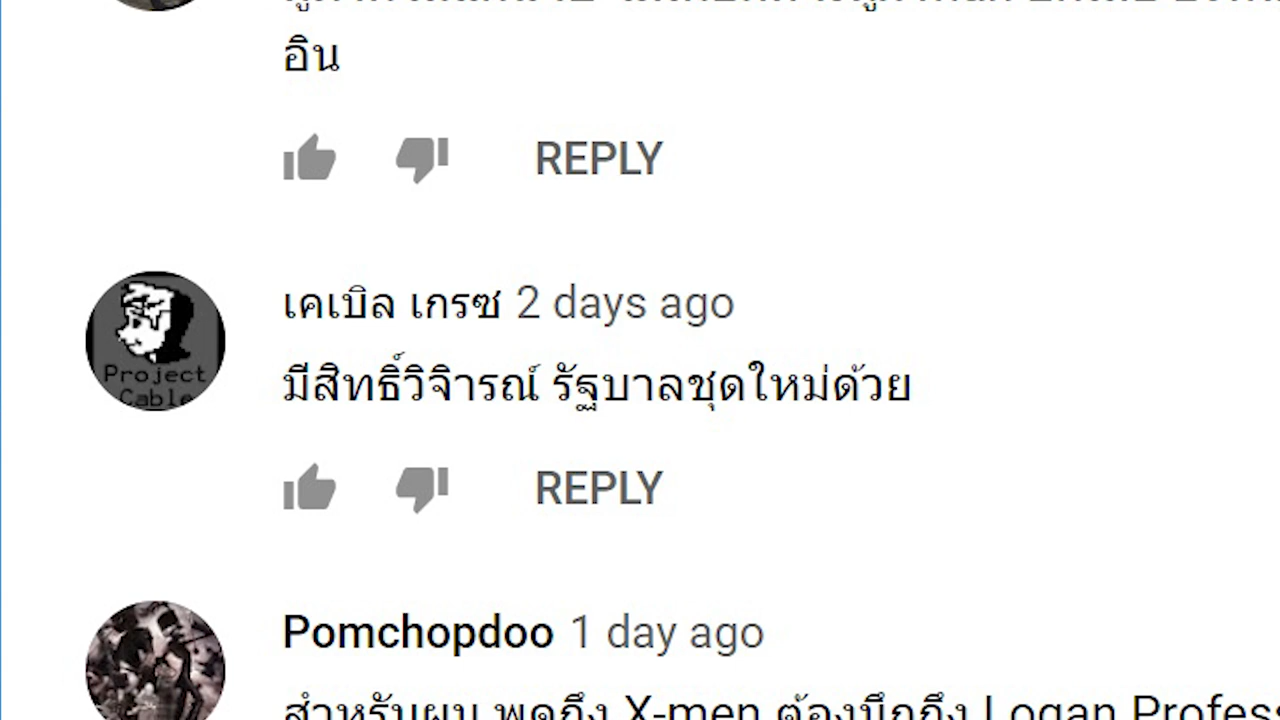 อิน
REPLY
เคเบิล เกรซ 2 days ago
Project
Cable
มีสิทธิ์วิจิารณ์ รัฐบาลชุดใหม่ด้วย
REPLY
Pomchopdoo 1 day ago
สำหรับผม พูดถึง X-men ต้องนึกถึง Logan